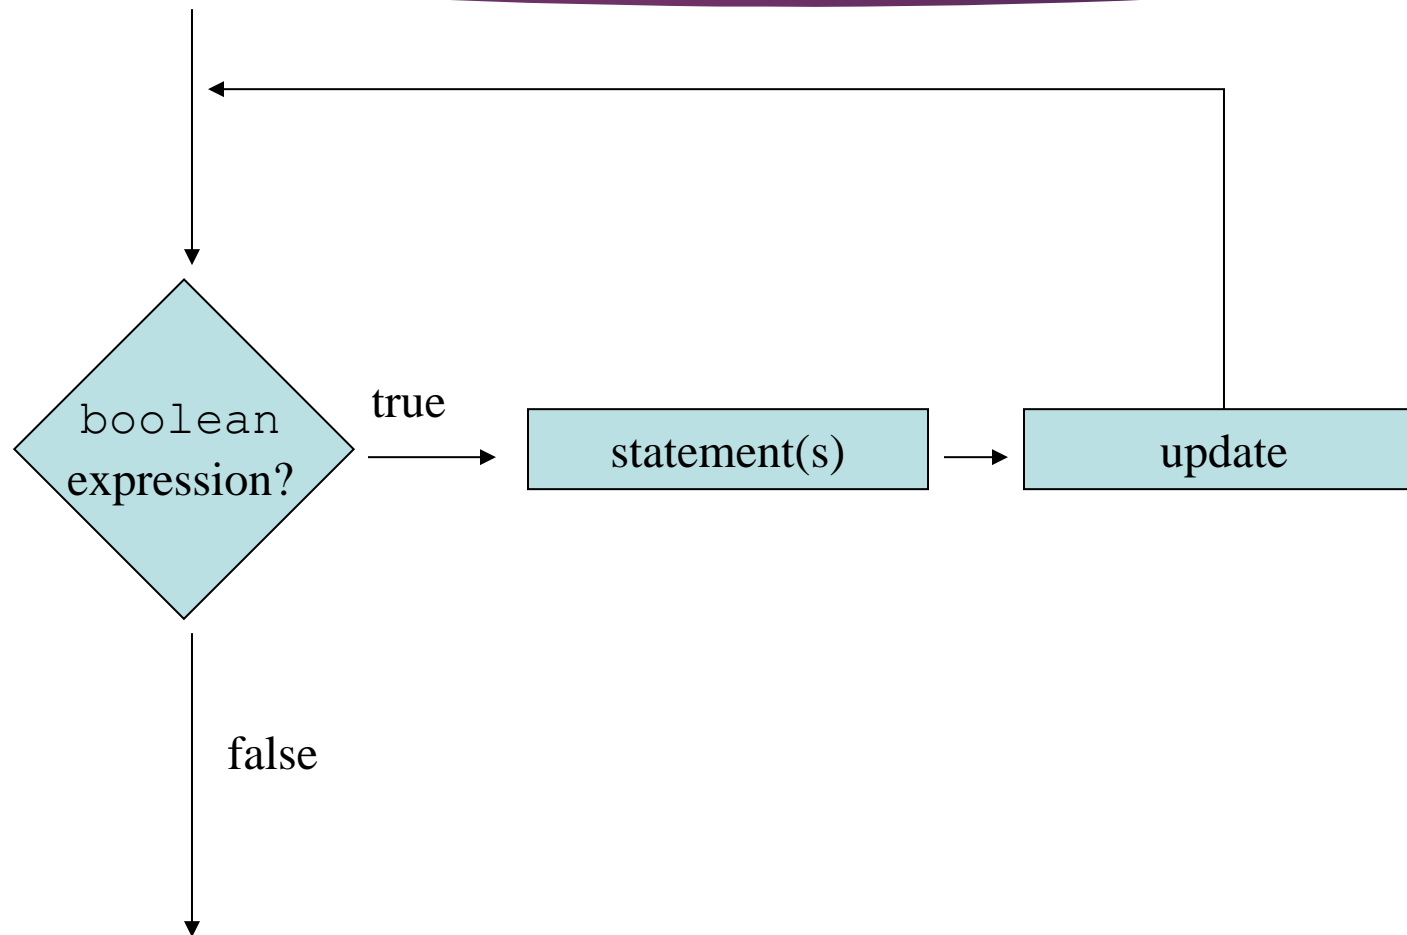 true
boolean
expression?
statement(s)
update
false